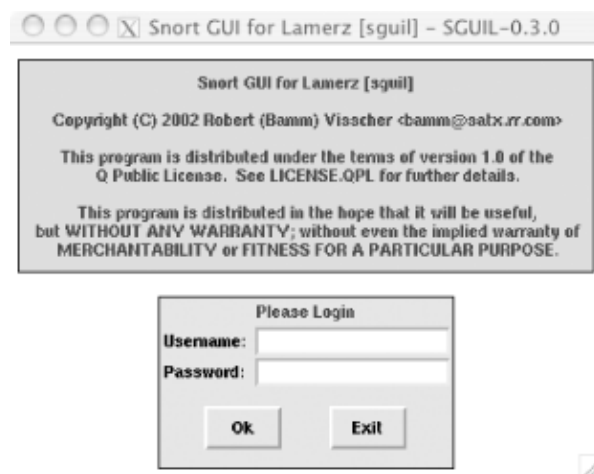 Snort GUI for Lamerz [sguil] – SGUIL-0.3.0
Snort GUI for Lamerz [sguil]
Copyright (C) 2002 Robert (Bamm) Visscher <bamm@satx.rr.com>
This program is distributed under the terms of version 1.0 of the
Q Public License. See LICENSE.QPL for further details.
This program is distributed in the hope that it will be useful,
but WITHOUT ANY WARRANTY; without even the implied warranty of
MERCHANTABILITY or FITNESS FOR A PARTICULAR PURPOSE.
Please Login
Username:
Password:
Ok Exit